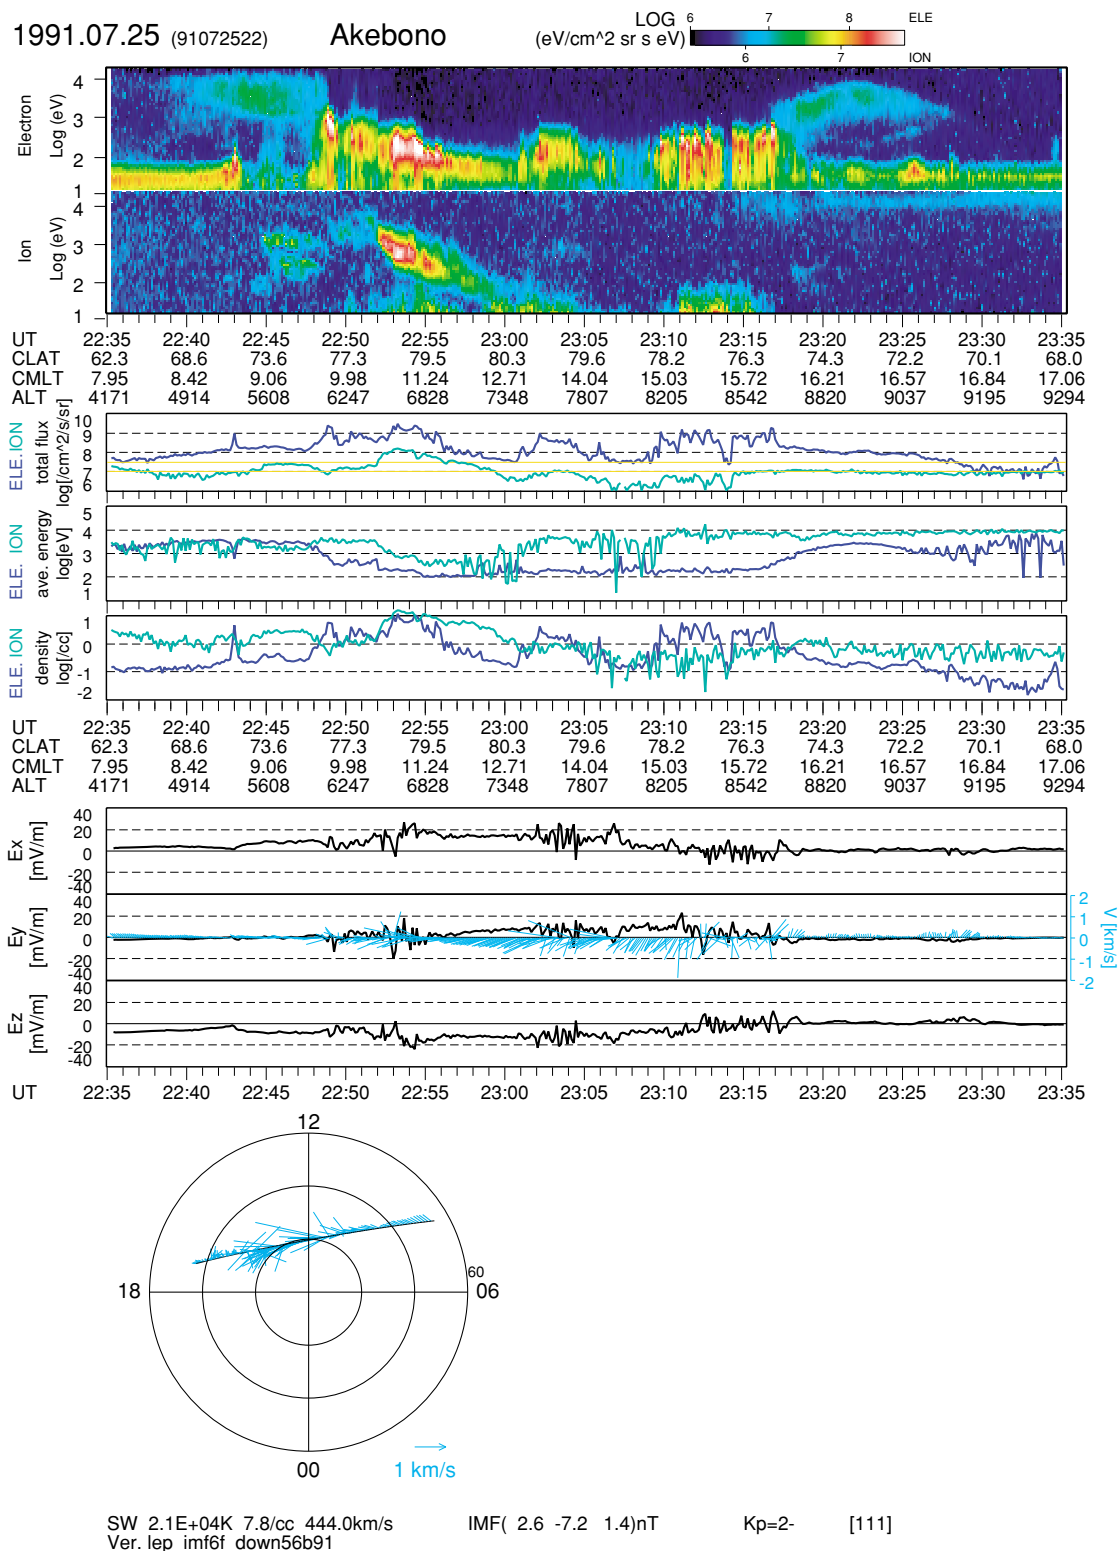 1991.07.25 (91072522) Akebono LOG (eV/cm^2 sr s eV) 6 7 8 ELE
6 7 ION
Electron Log (eV) 4 3 2 1
Ion Log (eV) 4 3 2 1
UT 22:35 22:40 22:45 22:50 22:55 23:00 23:05 23:10 23:15 23:20 23:25 23:30 23:35
CLAT 62.3 68.6 73.6 77.3 79.5 80.3 79.6 78.2 76.3 74.3 72.2 70.1 68.0
CMLT 7.95 8.42 9.06 9.98 11.24 12.71 14.04 15.03 15.72 16.21 16.57 16.84 17.06
ALT 4171 4914 5608 6247 6828 7348 7807 8205 8542 8820 9037 9195 9294
ELE. ION total flux log[/cm^2/s/sr] 10 9 8 7 6
ELE. ION ave. energy log[eV] 5 4 3 2 1
ELE. ION density log[/cc] 1 0 -1 -2
UT 22:35 22:40 22:45 22:50 22:55 23:00 23:05 23:10 23:15 23:20 23:25 23:30 23:35
CLAT 62.3 68.6 73.6 77.3 79.5 80.3 79.6 78.2 76.3 74.3 72.2 70.1 68.0
CMLT 7.95 8.42 9.06 9.98 11.24 12.71 14.04 15.03 15.72 16.21 16.57 16.84 17.06
ALT 4171 4914 5608 6247 6828 7348 7807 8205 8542 8820 9037 9195 9294
Ex [mV/m] 40 20 0 -20 -40
Ey [mV/m] 40 20 0 -20 -40
2 1 0 -1 -2 V [km/s]
Ez [mV/m] 40 20 0 -20 -40
UT 22:35 22:40 22:45 22:50 22:55 23:00 23:05 23:10 23:15 23:20 23:25 23:30 23:35
12
60
18 06
00
1 km/s
SW 2.1E+04K 7.8/cc 444.0km/s IMF( 2.6 -7.2 1.4)nT Kp=2- [111]
Ver. lep imf6f down56b91